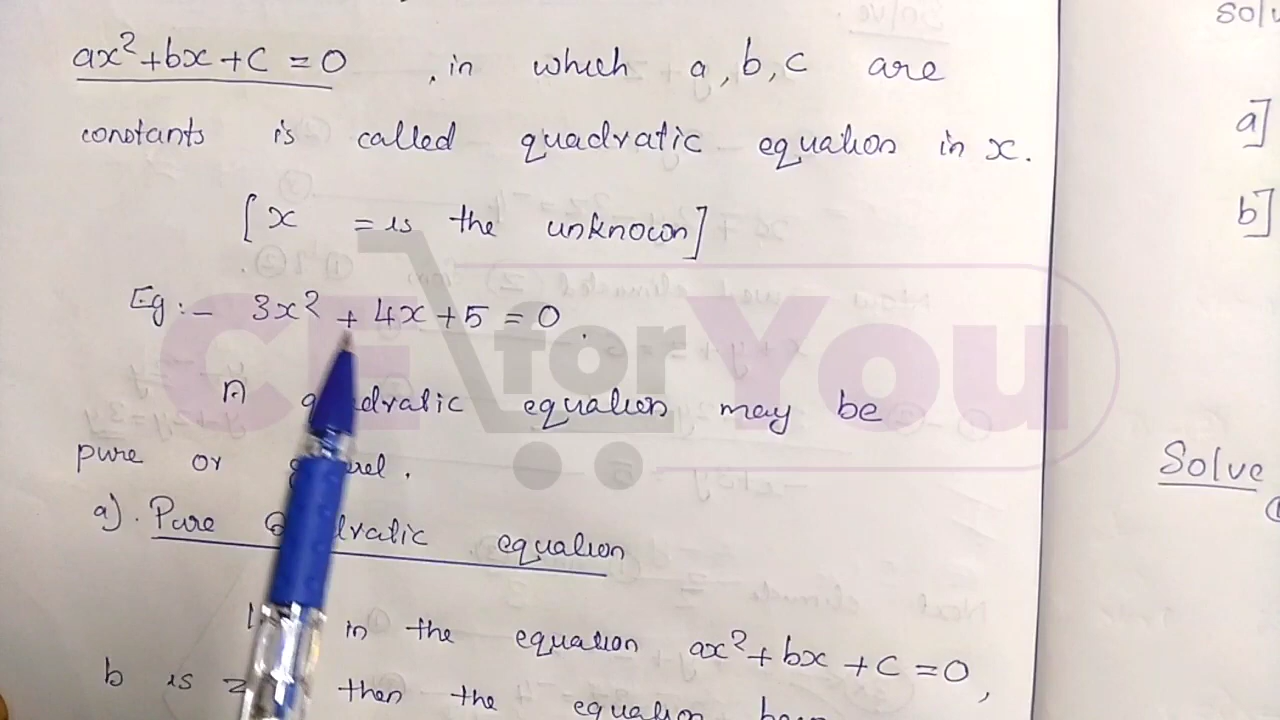 ax²+bx+c = 0 , in which a, b, c are
constants is called quadratic equation in x.
[x = is the unknown]
Eg:- 3x² + 4x + 5 = 0.
A equation may be
pure or
a). Pure equation
in the equation ax² + bx + c = 0,
b is then the equation
CEforYou
solv
a]
b]
Solve